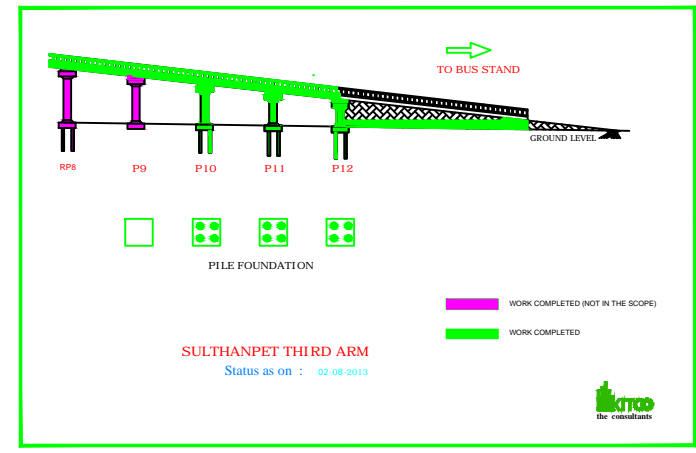 TO BUS STAND
GROUND LEVEL
RP8 P9 P10 P11 P12
PILE FOUNDATION
WORK COMPLETED (NOT IN THE SCOPE)
WORK COMPLETED
SULTHANPET THIRD ARM
Status as on : 02-08-2013
KITCO
the consultants